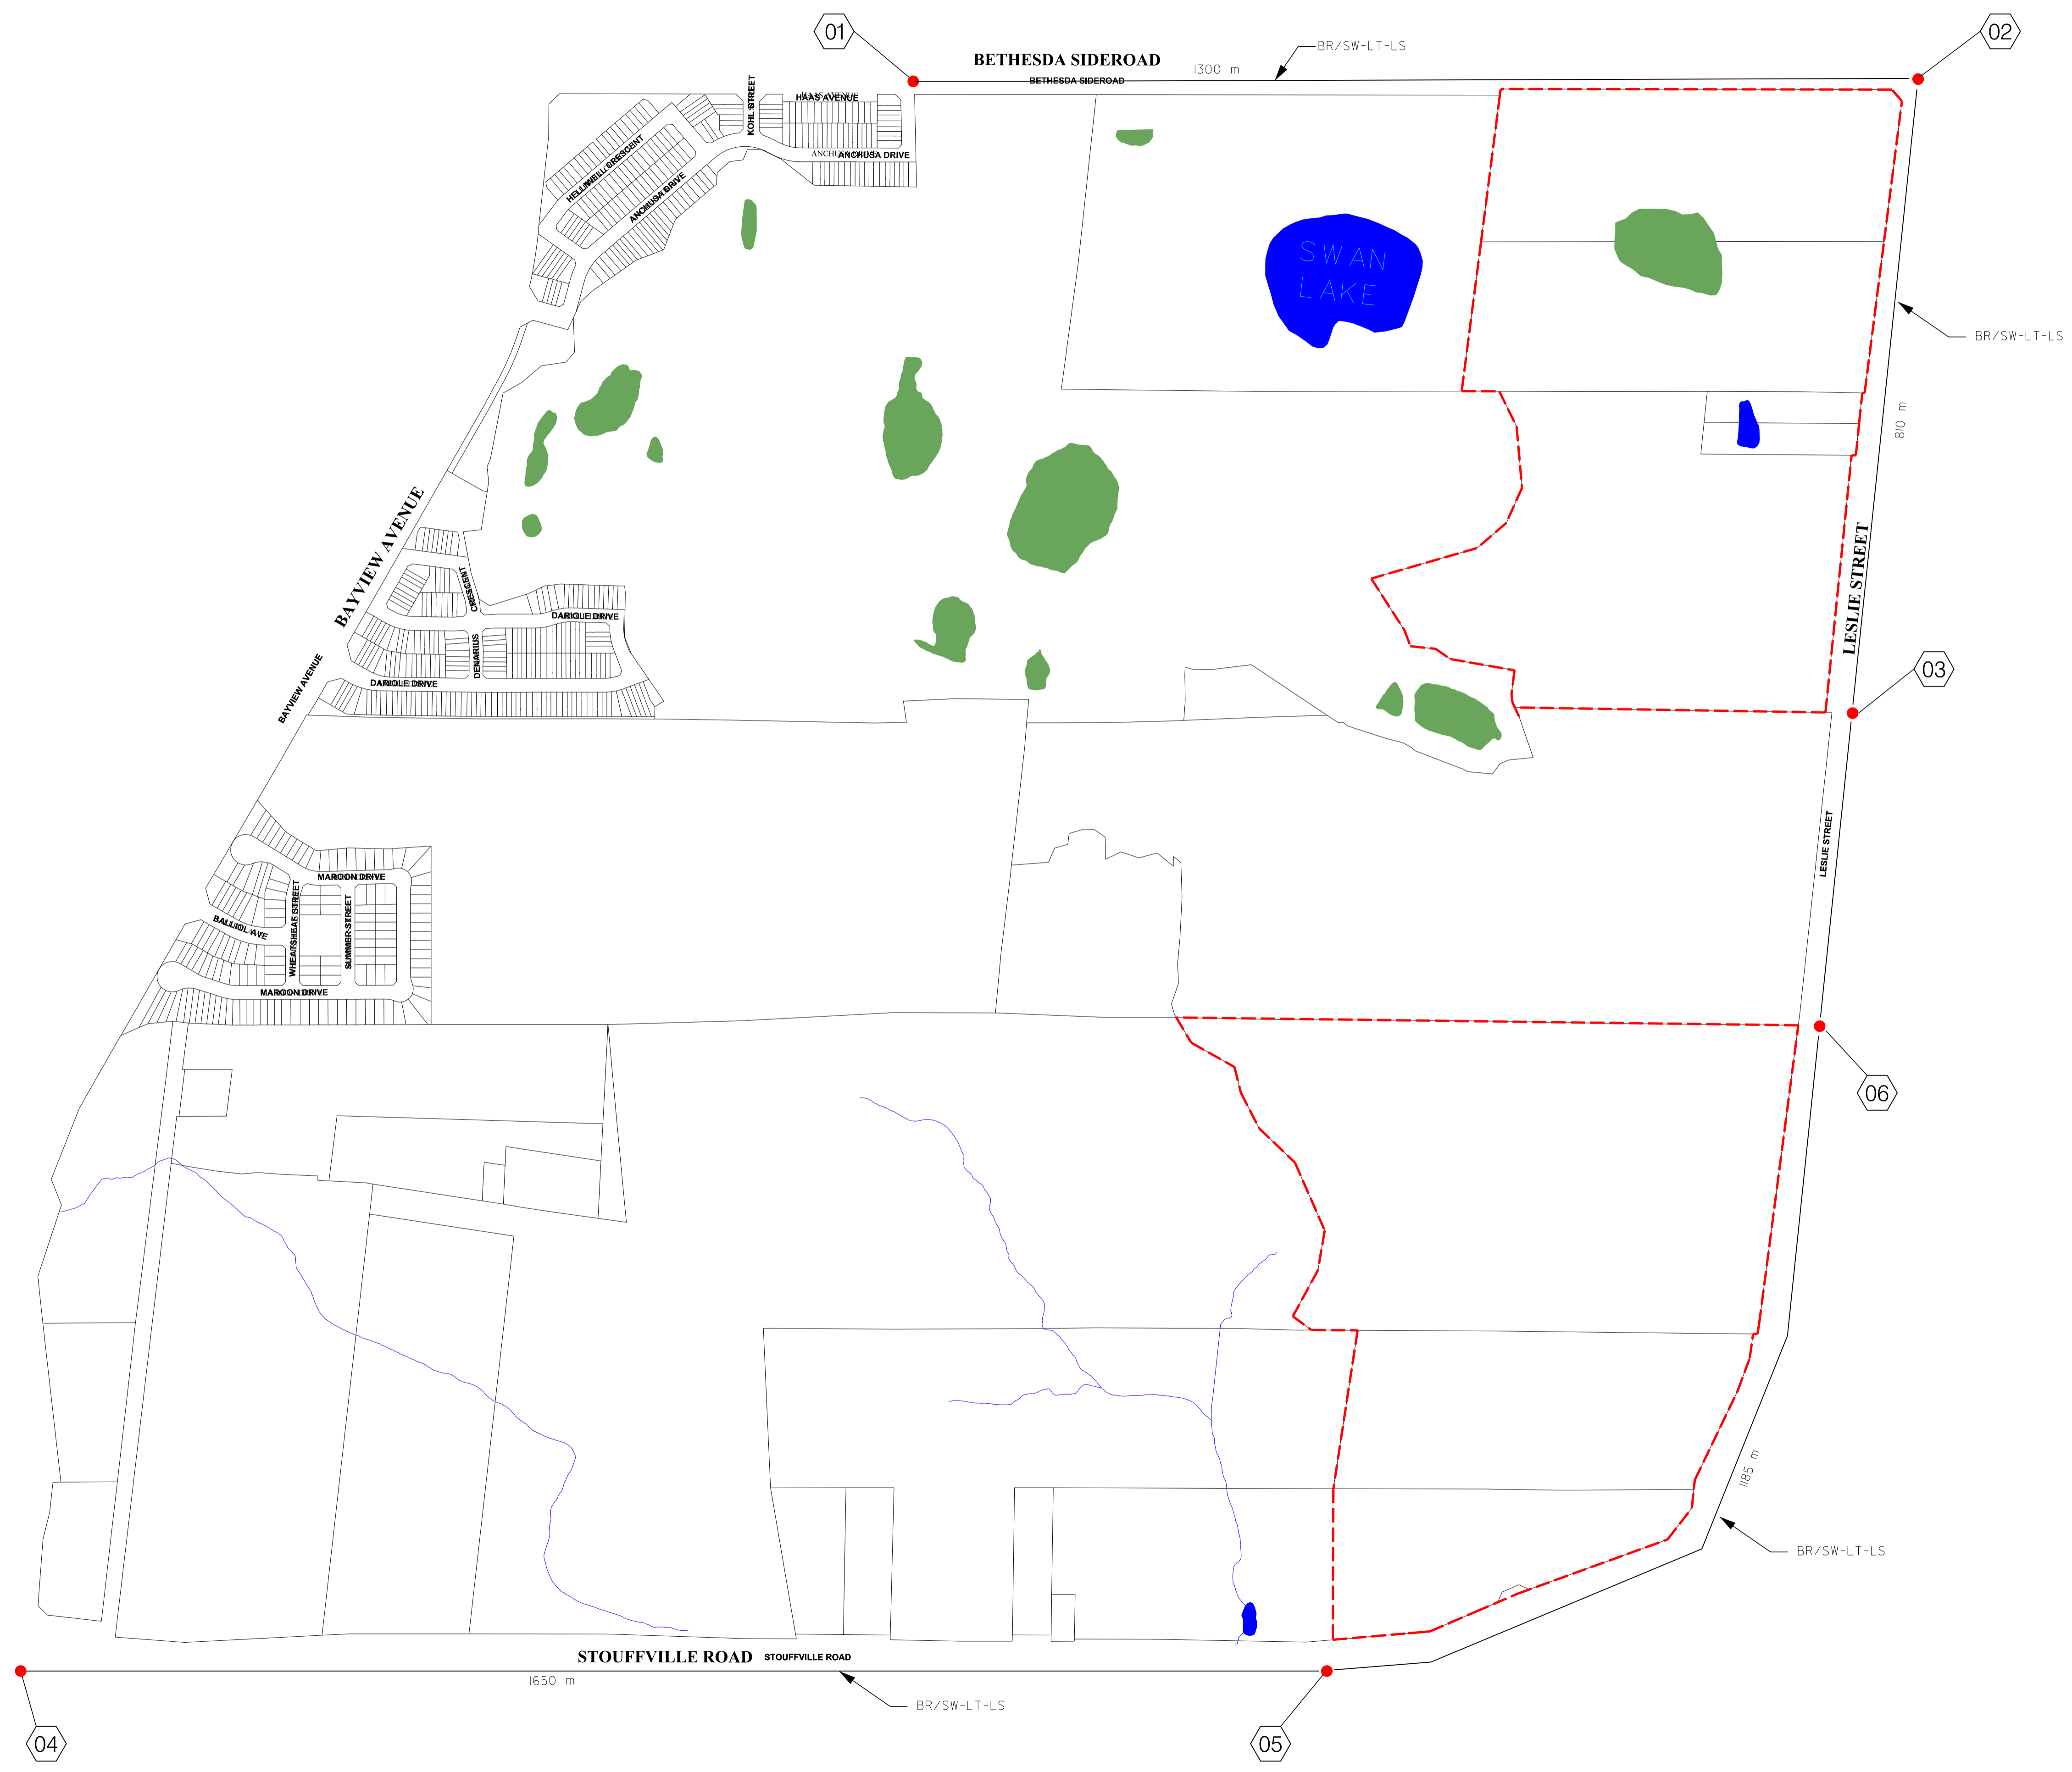 01
02
BETHESDA SIDEROAD
1300 m
BR/SW-LT-LS
BETHESDA SIDEROAD
KOHL STREET
HAAS AVENUE
ANCHUSA DRIVE
HELLIWELL CRESCENT
ANCHUSA DRIVE
SWAN
LAKE
BR/SW-LT-LS
810 m
LESLIE STREET
BAYVIEW AVENUE
CRESCENT
DARIOLE DRIVE
DENARIUS
DARIOLE DRIVE
BAYVIEW AVENUE
03
LESLIE STREET
MAROON DRIVE
WHEATSHEAF STREET
SUMMER STREET
BALLIOL AVE
MAROON DRIVE
06
1185 m
BR/SW-LT-LS
STOUFFVILLE ROAD
STOUFFVILLE ROAD
1650 m
BR/SW-LT-LS
04
05